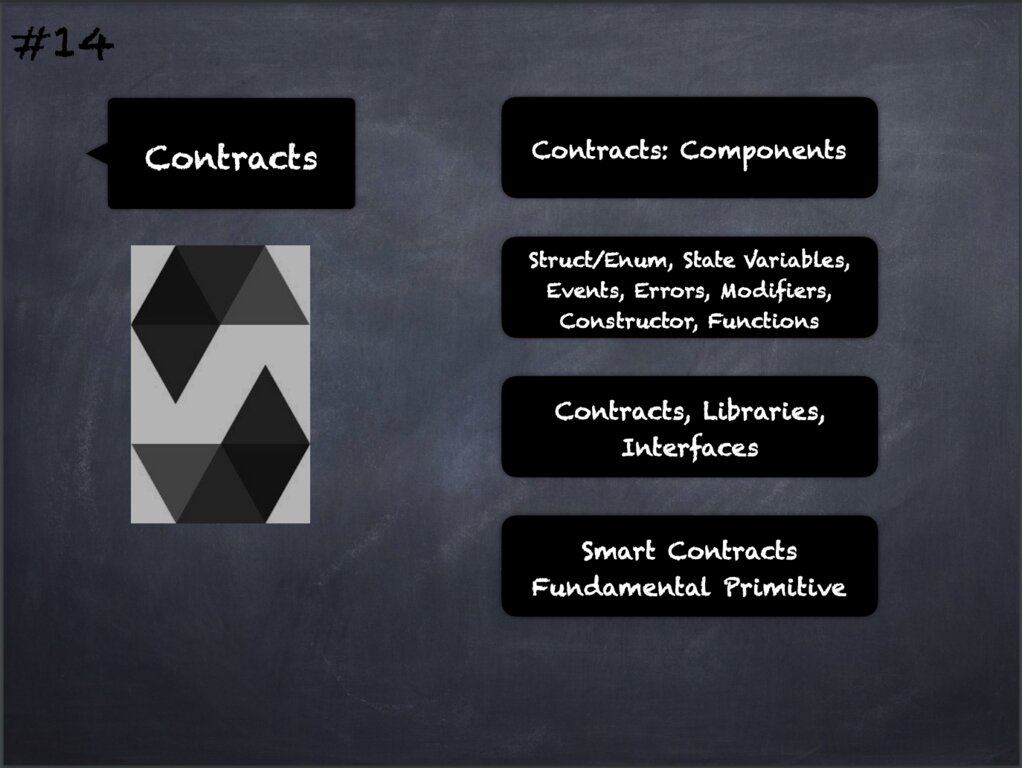 #14
Contracts
Contracts: Components
Struct/Enum, State Variables,
Events, Errors, Modifiers,
Constructor, Functions
Contracts, Libraries,
Interfaces
Smart Contracts
Fundamental Primitive